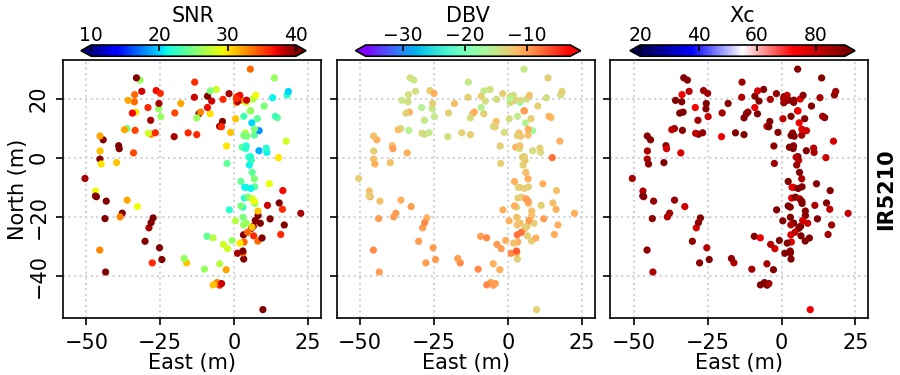 SNR DBV Xc
10 20 30 40 −30 −20 −10 20 40 60 80
20
0
−20
−40
North (m)
−50 −25 0 25 −50 −25 0 25 −50 −25 0 25
East (m) East (m) East (m)
IR5210